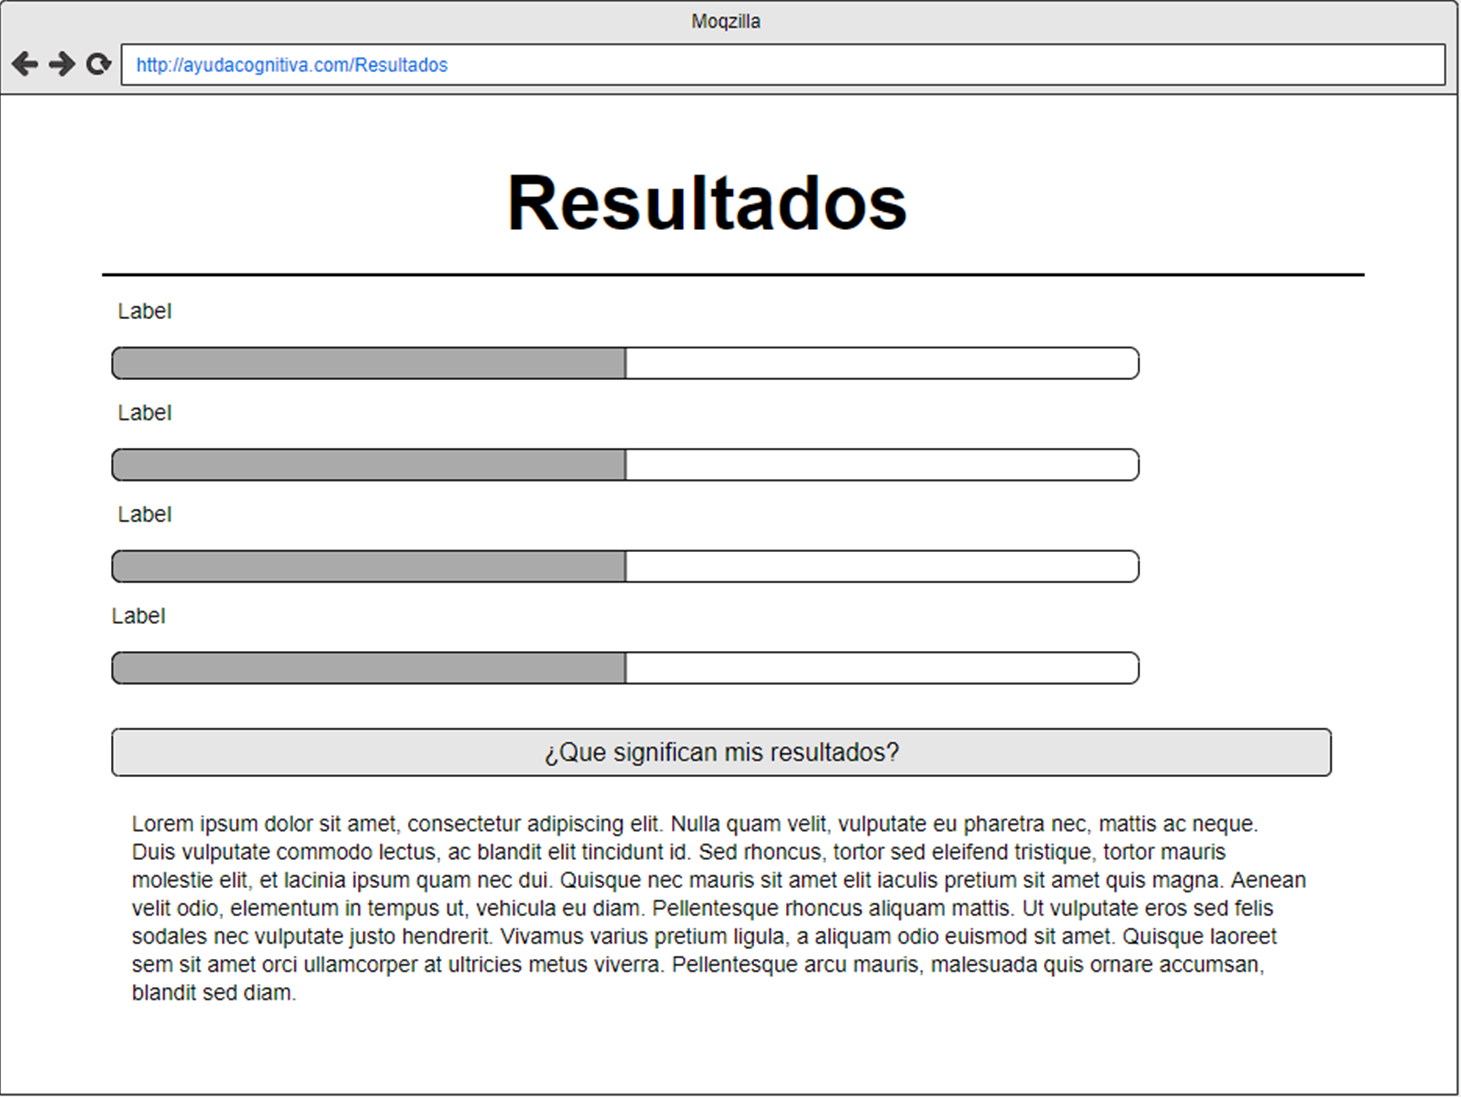 Moqzilla
http://ayudacognitiva.com/Resultados
Resultados
Label
Label
Label
Label
¿Que significan mis resultados?
Lorem ipsum dolor sit amet, consectetur adipiscing elit. Nulla quam velit, vulputate eu pharetra nec, mattis ac neque.
Duis vulputate commodo lectus, ac blandit elit tincidunt id. Sed rhoncus, tortor sed eleifend tristique, tortor mauris
molestie elit, et lacinia ipsum quam nec dui. Quisque nec mauris sit amet elit iaculis pretium sit amet quis magna. Aenean
velit odio, elementum in tempus ut, vehicula eu diam. Pellentesque rhoncus aliquam mattis. Ut vulputate eros sed felis
sodales nec vulputate justo hendrerit. Vivamus varius pretium ligula, a aliquam odio euismod sit amet. Quisque laoreet
sem sit amet orci ullamcorper at ultricies metus viverra. Pellentesque arcu mauris, malesuada quis ornare accumsan,
blandit sed diam.